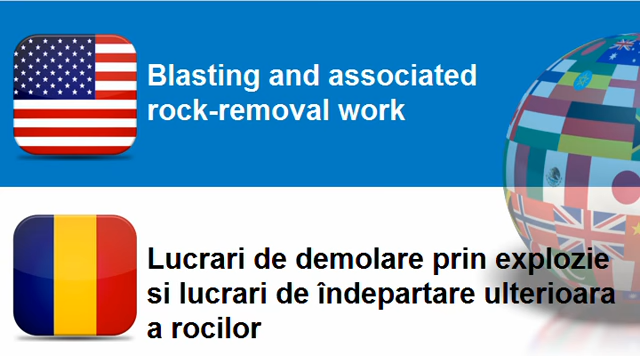 Blasting and associated
rock-removal work
Lucrari de demolare prin explozie
si lucrari de îndepartare ulterioara
a rocilor